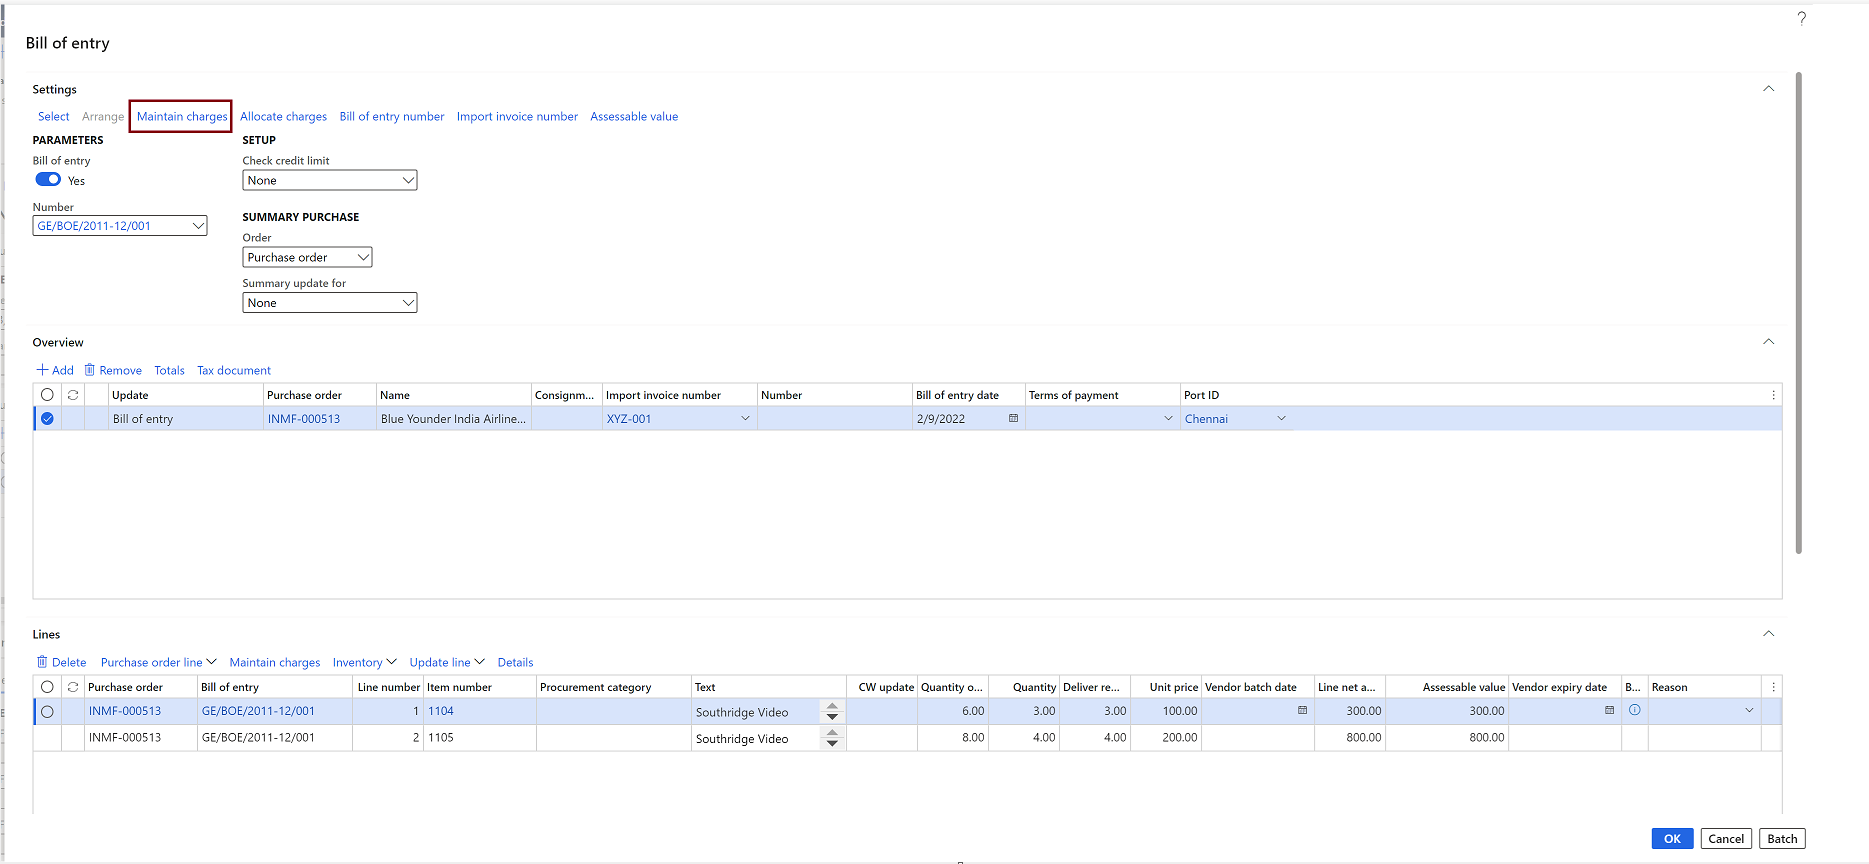 ?
Bill of entry
Settings
Select Arrange Maintain charges Allocate charges Bill of entry number Import invoice number Assessable value
PARAMETERS
Bill of entry
Yes
Number
GE/BOE/2011-12/001
SETUP
Check credit limit
None
SUMMARY PURCHASE
Order
Purchase order
Summary update for
None
Overview
Add Remove Totals Tax document
Update Purchase order Name Consignm... Import invoice number Number Bill of entry date Terms of payment Port ID
Bill of entry INMF-000513 Blue Younder India Airline... XYZ-001 2/9/2022 Chennai
Lines
Delete Purchase order line Maintain charges Inventory Update line Details
Purchase order Bill of entry Line number Item number Procurement category Text CW update Quantity o... Quantity Deliver re... Unit price Vendor batch date Line net a... Assessable value Vendor expiry date B... Reason
INMF-000513 GE/BOE/2011-12/001 1 1104 Southridge Video 6.00 3.00 3.00 100.00 300.00 300.00
INMF-000513 GE/BOE/2011-12/001 2 1105 Southridge Video 8.00 4.00 4.00 200.00 800.00 800.00
OK Cancel Batch